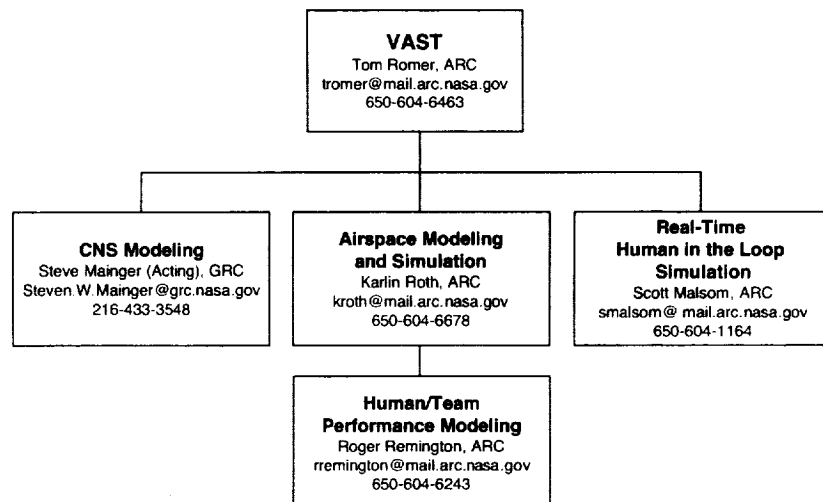 VAST
Tom Romer, ARC
tromer@mail.arc.nasa.gov
650-604-6463
CNS Modeling
Steve Mainger (Acting), GRC
Steven.W.Mainger@grc.nasa.gov
216-433-3548
Airspace Modeling
and Simulation
Karlin Roth, ARC
kroth@mail.arc.nasa.gov
650-604-6678
Real-Time
Human in the Loop
Simulation
Scott Malsom, ARC
smalsom@ mail.arc.nasa.gov
650-604-1164
Human/Team
Performance Modeling
Roger Remington, ARC
rremington@mail.arc.nasa.gov
650-604-6243